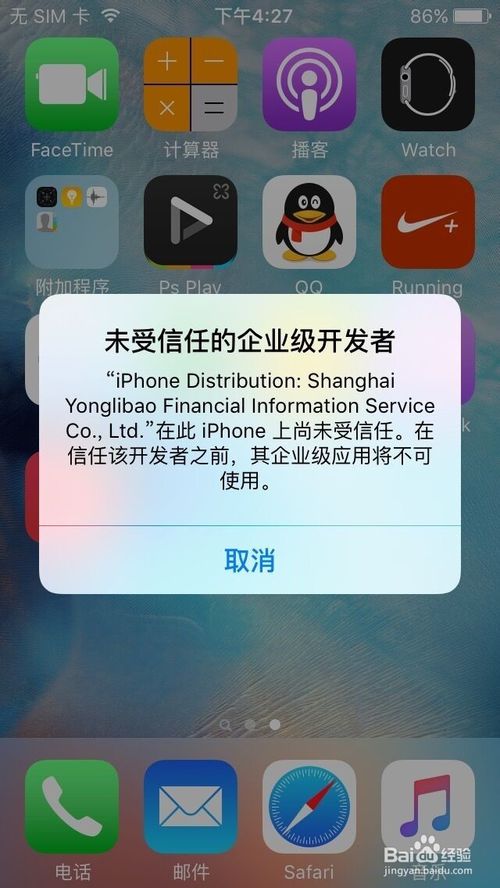 无 SIM 卡
下午4:27
86%
FaceTime
计算器
播客
Watch
附加程序
Ps Play
QQ
Running
未受信任的企业级开发者
“iPhone Distribution: Shanghai
Yonglibao Financial Information Service
Co., Ltd.”在此 iPhone 上尚未受信任。在
信任该开发者之前，其企业级应用将不可
使用。
取消
电话
邮件
Safari
音乐
Bai du 经验
jingyan.baidu.com